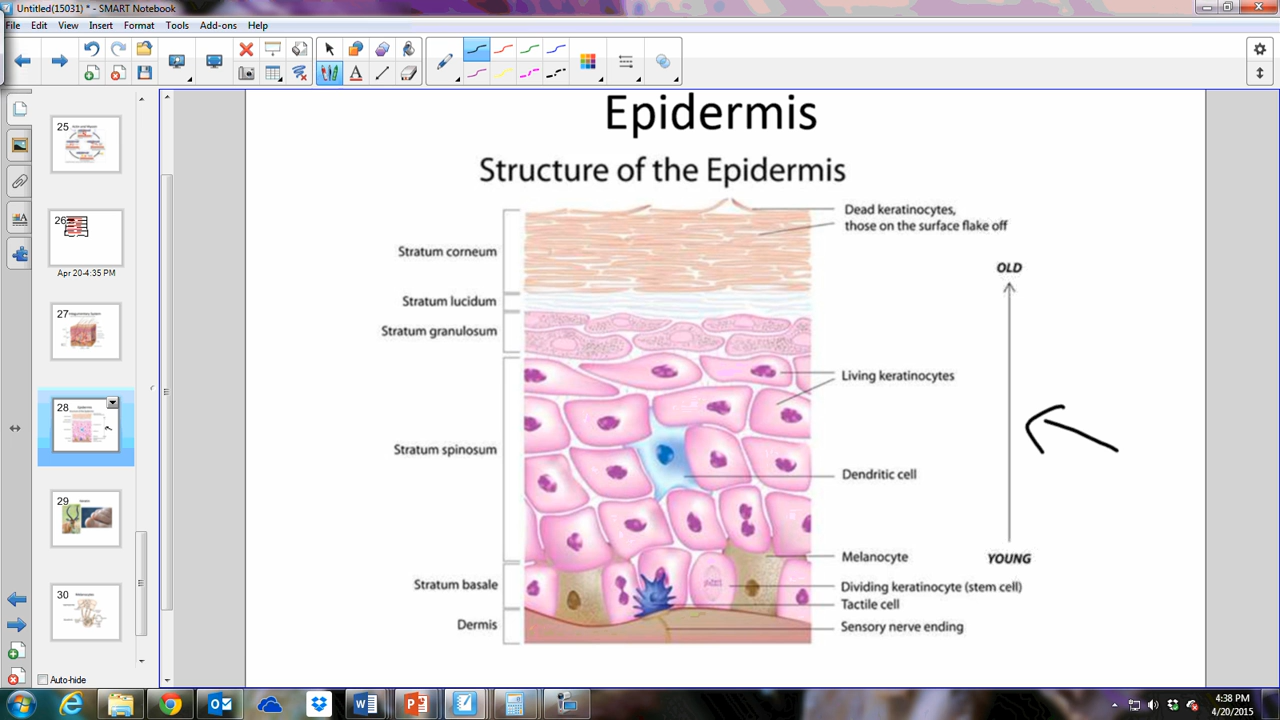 Untitled(15031) * - SMART Notebook
File Edit View Insert Format Tools Add-ons Help
Epidermis
Structure of the Epidermis
Dead keratinocytes,
those on the surface flake off
Stratum corneum
OLD
Stratum lucidum
Stratum granulosum
Living keratinocytes
Stratum spinosum
Dendritic cell
Melanocyte
YOUNG
Stratum basale
Dividing keratinocyte (stem cell)
Tactile cell
Dermis
Sensory nerve ending
25
26
Apr 20-4:35 PM
27
28
29
30
Auto-hide
4:38 PM
4/20/2015